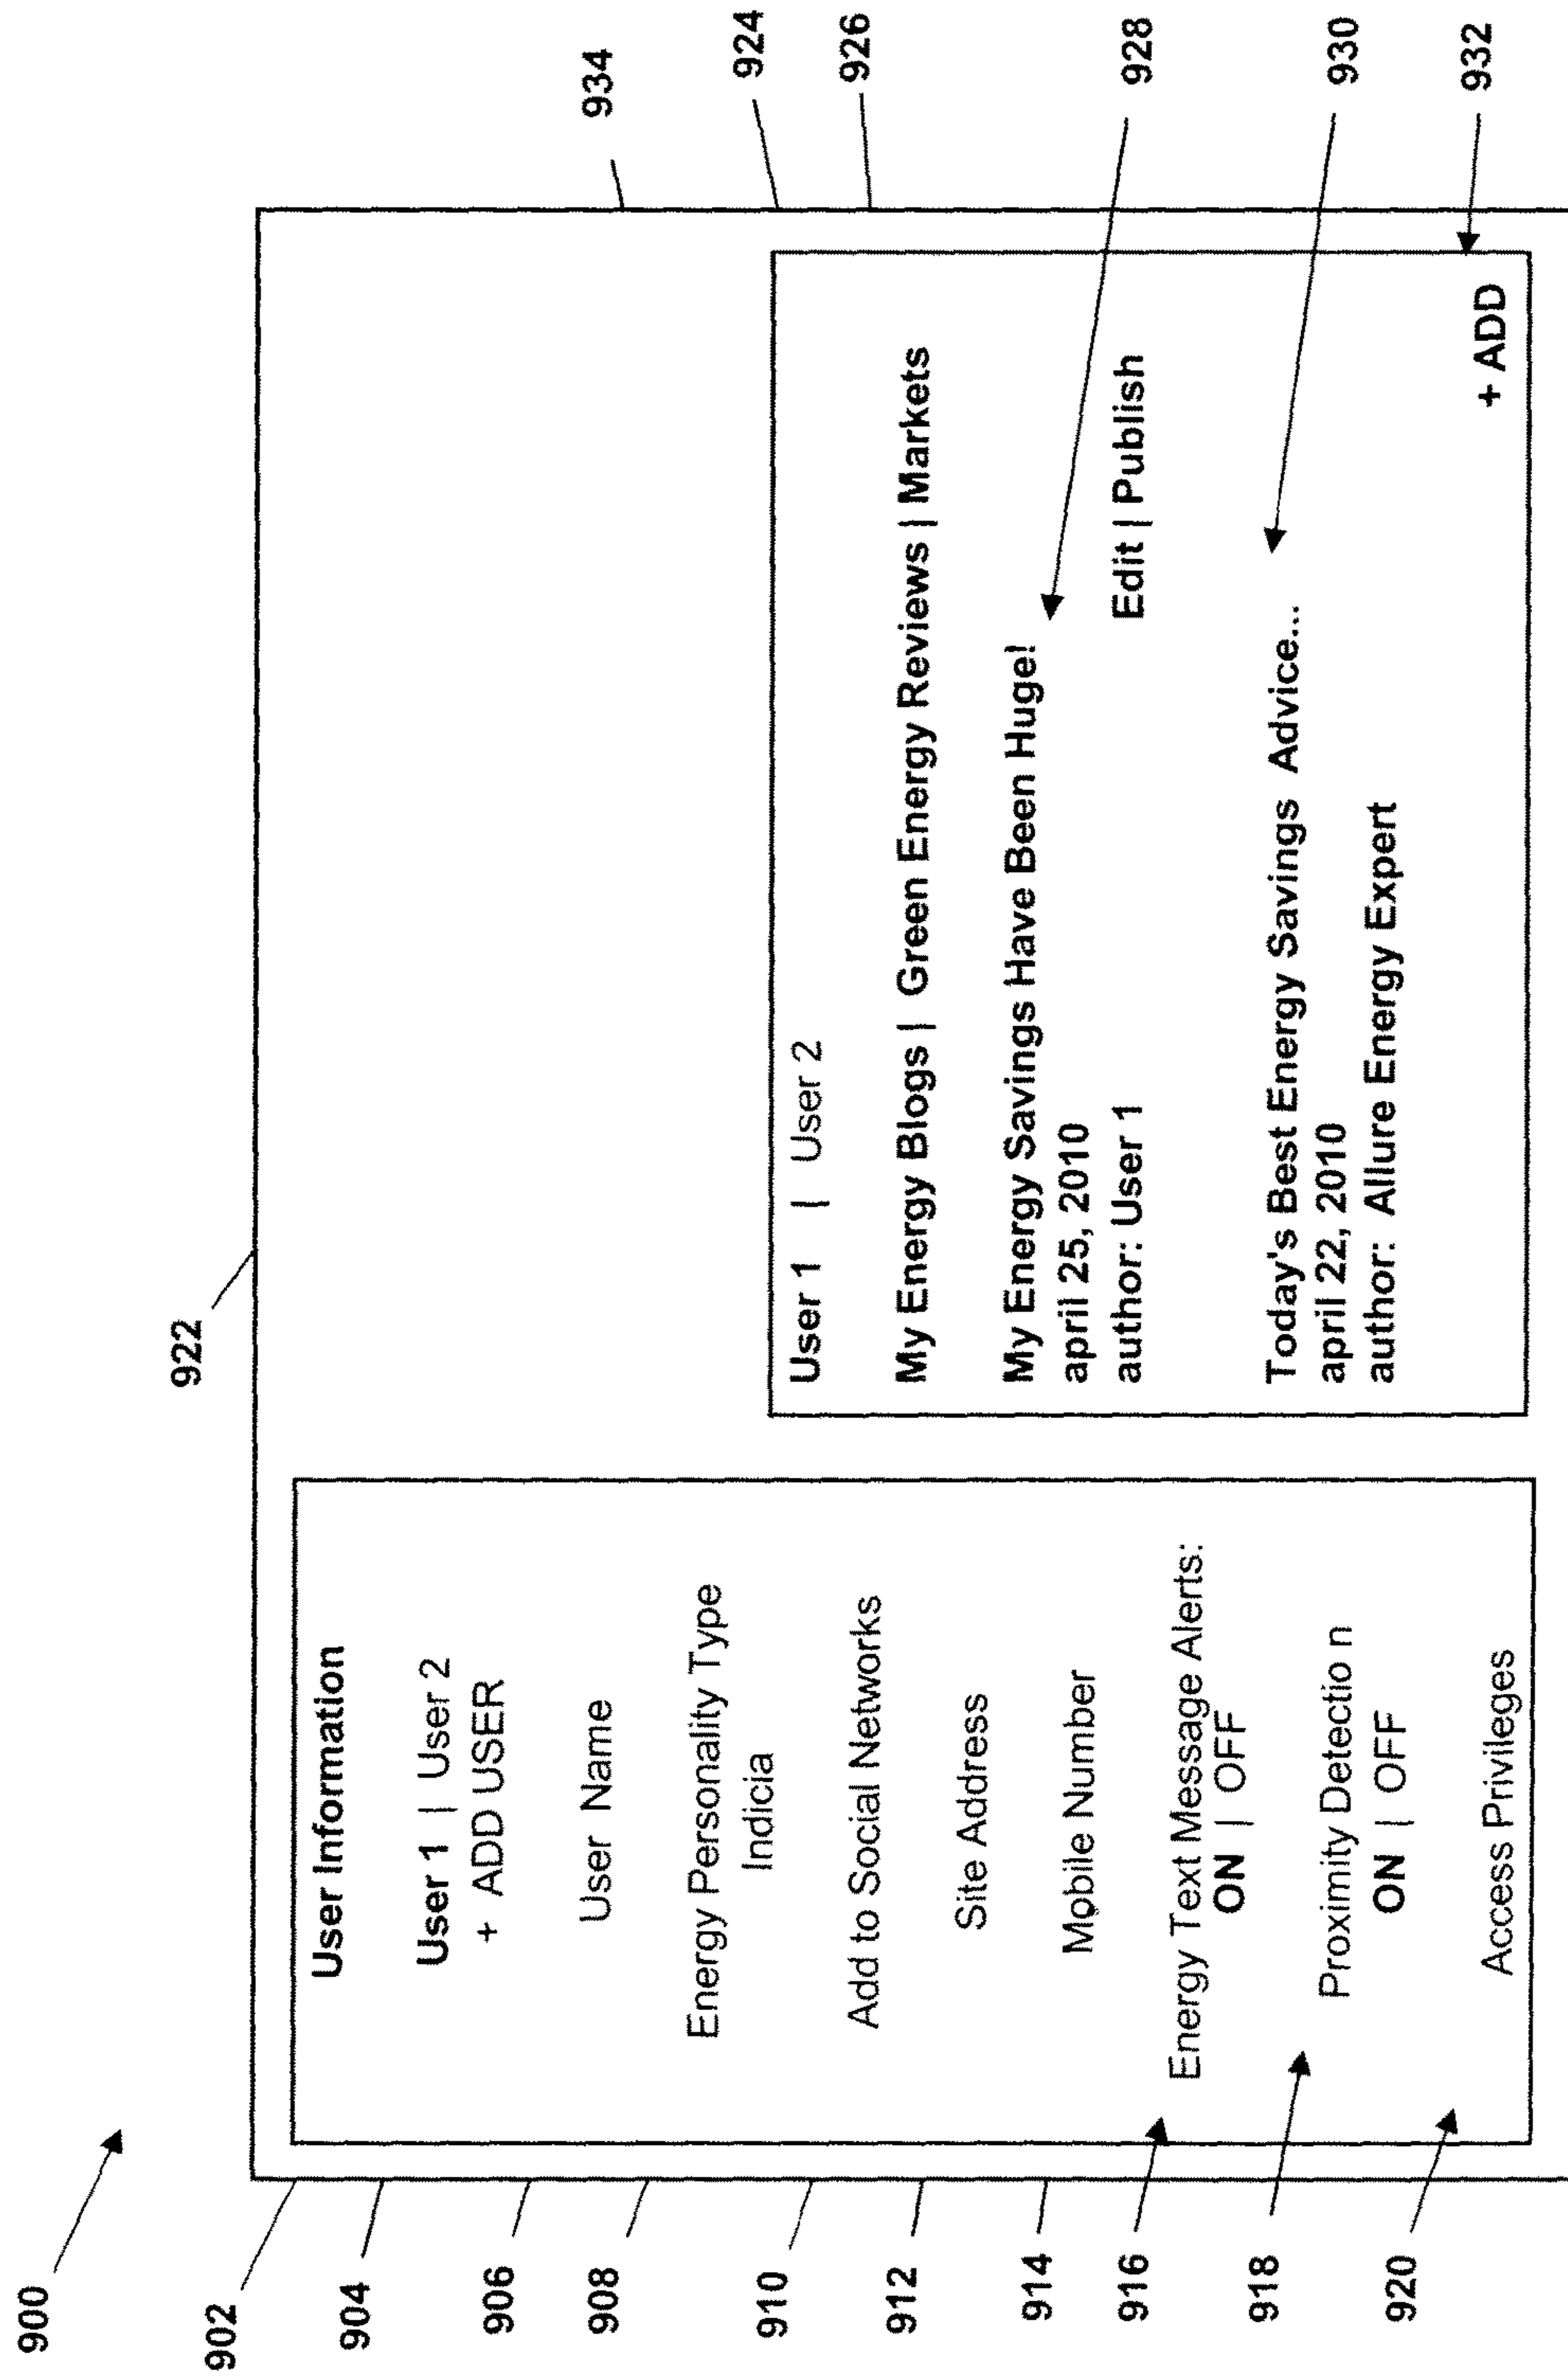 900
922
902
904
906
908
910
912
914
916
918
920
User Information
User 1 | User 2
+ ADD USER
User Name
Energy Personality Type
Indicia
Add to Social Networks
Site Address
Mobile Number
Energy Text Message Alerts:
ON | OFF
Proximity Detectio n
ON | OFF
Access Privileges
User 1 | User 2
My Energy Blogs | Green Energy Reviews | Markets
My Energy Savings Have Been Huge!
april 25, 2010
author: User 1
Edit | Publish
Today's Best Energy Savings Advice...
april 22, 2010
author: Allure Energy Expert
+ ADD
934
924
926
928
930
932